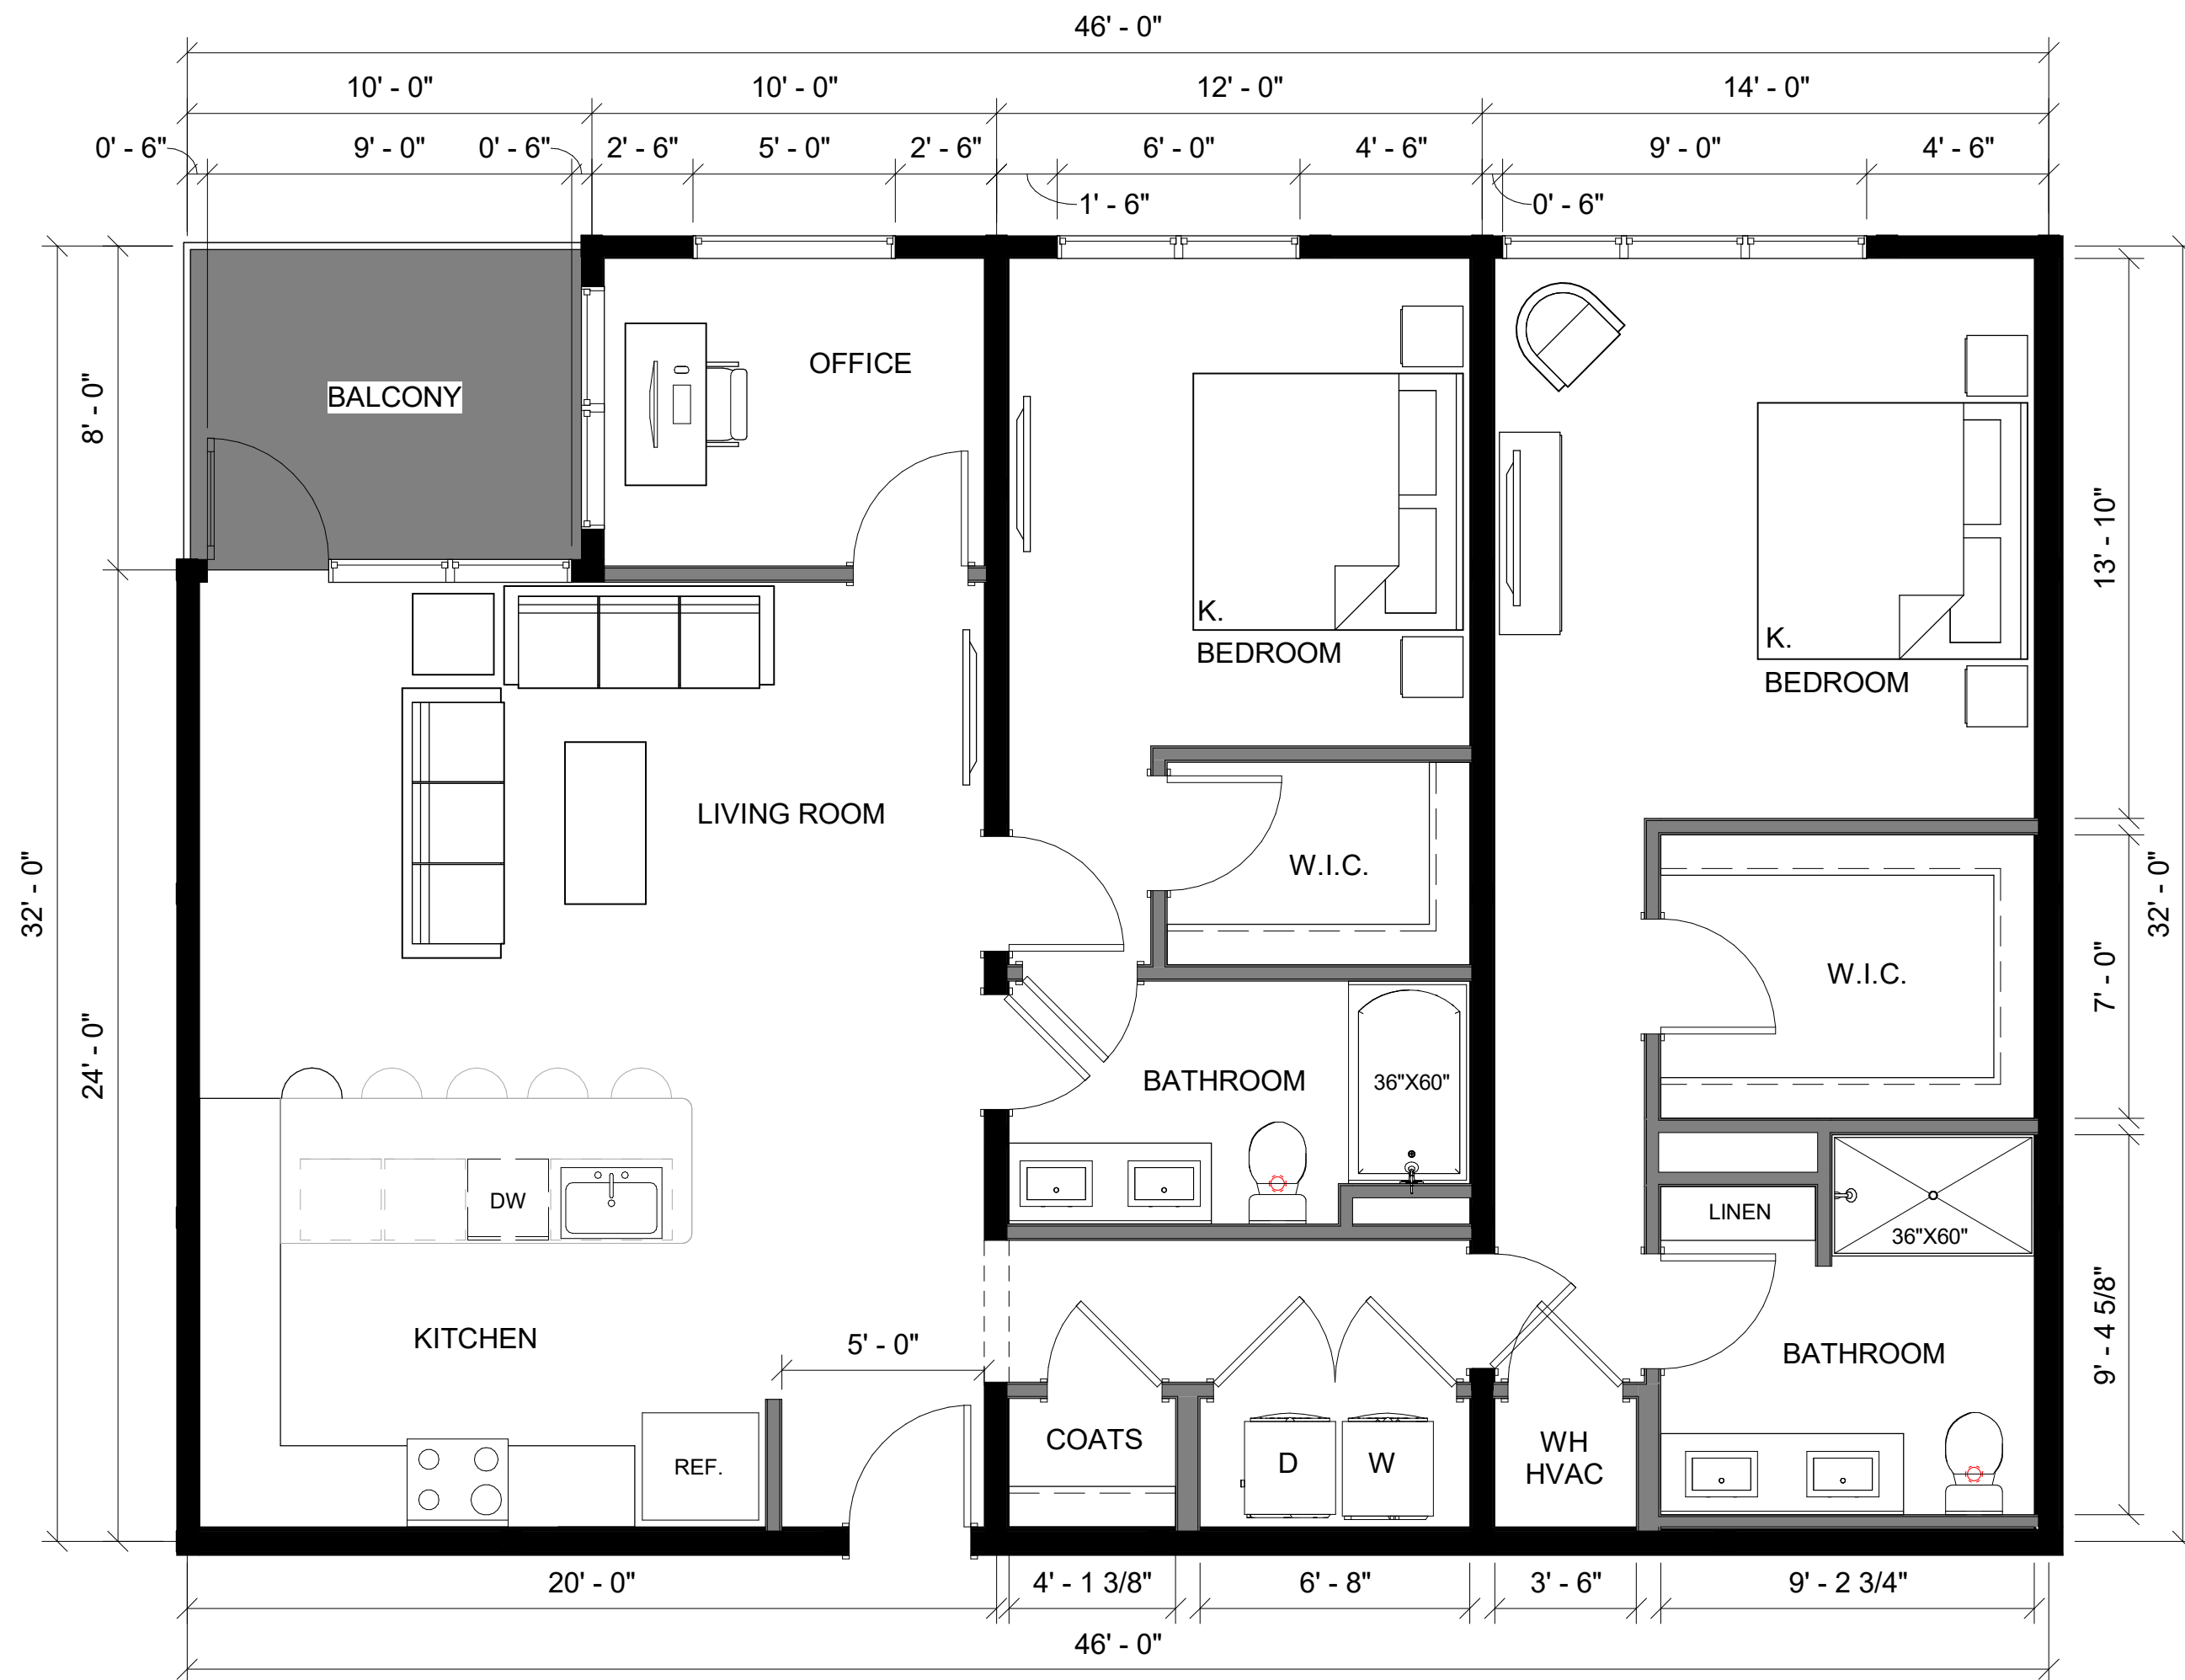 46' - 0"
10' - 0"
10' - 0"
12' - 0"
14' - 0"
0' - 6"
9' - 0"
0' - 6"
2' - 6"
5' - 0"
2' - 6"
6' - 0"
4' - 6"
9' - 0"
4' - 6"
1' - 6"
0' - 6"
OFFICE
BALCONY
8' - 0"
13' - 10"
K.
BEDROOM
K.
BEDROOM
LIVING ROOM
W.I.C.
32' - 0"
32' - 0"
W.I.C.
7' - 0"
24' - 0"
BATHROOM
36"X60"
DW
LINEN
36"X60"
KITCHEN
5' - 0"
BATHROOM
9' - 4 5/8"
COATS
D
W
WH
HVAC
REF.
20' - 0"
4' - 1 3/8"
6' - 8"
3' - 6"
9' - 2 3/4"
46' - 0"